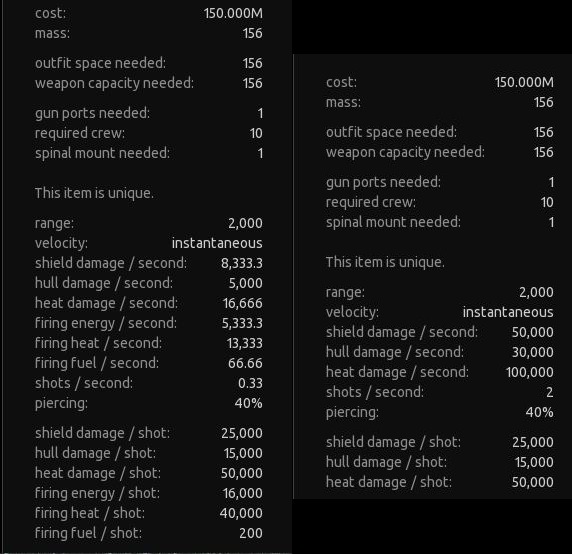 cost: 150.000M
mass: 156
outfit space needed: 156
weapon capacity needed: 156
gun ports needed: 1
required crew: 10
spinal mount needed: 1
This item is unique.
range: 2,000
velocity: instantaneous
shield damage / second: 8,333.3
hull damage / second: 5,000
heat damage / second: 16,666
firing energy / second: 5,333.3
firing heat / second: 13,333
firing fuel / second: 66.66
shots / second: 0.33
piercing: 40%
shield damage / shot: 25,000
hull damage / shot: 15,000
heat damage / shot: 50,000
firing energy / shot: 16,000
firing heat / shot: 40,000
firing fuel / shot: 200
cost: 150.000M
mass: 156
outfit space needed: 156
weapon capacity needed: 156
gun ports needed: 1
required crew: 10
spinal mount needed: 1
This item is unique.
range: 2,000
velocity: instantaneous
shield damage / second: 50,000
hull damage / second: 30,000
heat damage / second: 100,000
shots / second: 2
piercing: 40%
shield damage / shot: 25,000
hull damage / shot: 15,000
heat damage / shot: 50,000